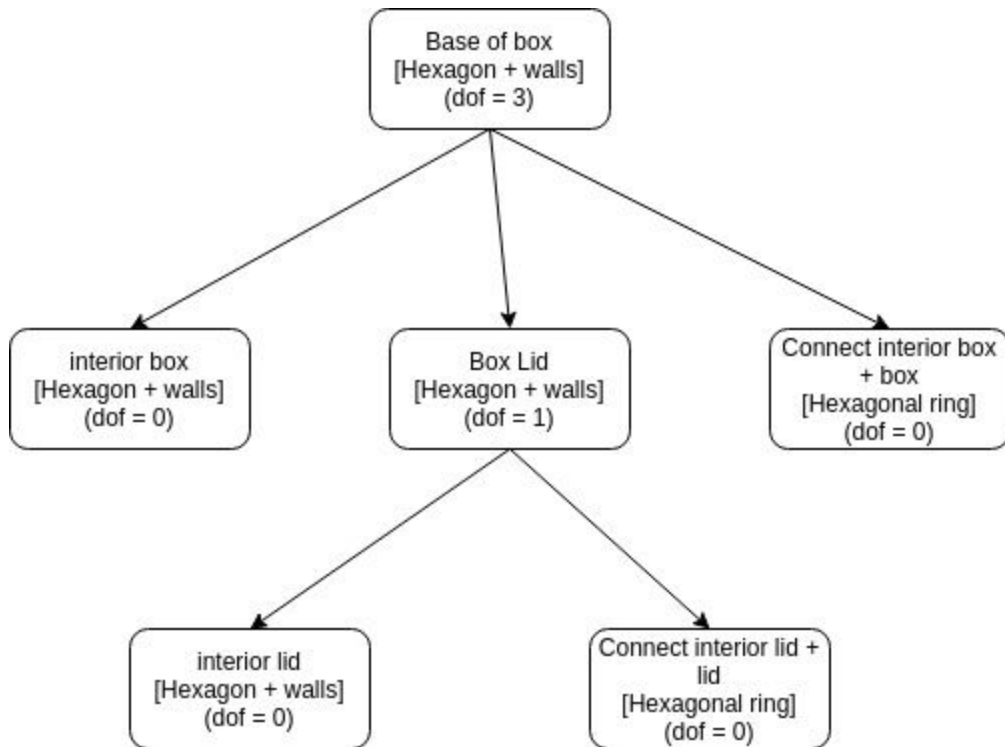 Base of box
[Hexagon + walls]
(dof = 3)
interior box
[Hexagon + walls]
(dof = 0)
Box Lid
[Hexagon + walls]
(dof = 1)
Connect interior box
+ box
[Hexagonal ring]
(dof = 0)
interior lid
[Hexagon + walls]
(dof = 0)
Connect interior lid +
lid
[Hexagonal ring]
(dof = 0)